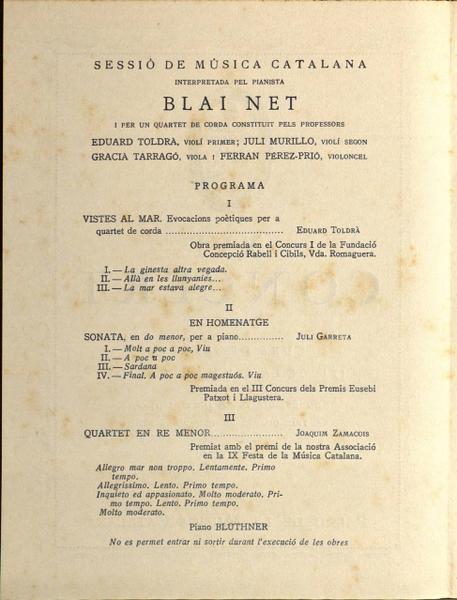 SESSIÓ DE MÚSICA CATALANA
INTERPRETADA PEL PIANISTA
BLAI NET
I PER UN QUARTET DE CORDA CONSTITUIT PELS PROFESSORS
EDUARD TOLDRA, VIOLÍ PRIMER; JULI MURILLO, VIOLÍ SEGON
GRACIA TARRAGÓ, VIOLA I FERRAN PÉREZ-PRIÓ, VIOLONCEL
PROGRAMA
I
VISTES AL MAR. Evocacions poètiques per a
quartet de corda .................................. EDUARD TOLDRÀ
Obra premiada en el Concurs I de la Fundació
Concepció Rabell i Cibils, Vda. Romaguera.
I.—La ginesta altra vegada.
II.—Allà en les llunyanies...
III.—La mar estava alegre...
II
EN HOMENATGE
SONATA, en do menor, per a piano............... JULI GARRETA
I.—Molt a poc a poc, Viu
II.—A poc a poc
III.—Sardana
IV.—Final. A poc a poc magestuós. Viu
Premiada en el III Concurs dels Premis Eusebi
Patxot i Llagustera.
III
QUARTET EN RE MENOR........................ JOAQUIM ZAMACOIS
Premiat amb el premi de la nostra Associació
en la IX Festa de la Música Catalana.
Allegro mar non troppo. Lentamente. Primo
tempo.
Allegrissimo. Lento. Primo tempo.
Inquieto ed appasionato. Molto moderato. Pri-
mo tempo. Lento. Primo tempo.
Molto moderato.
Piano BLÜTHNER
No es permet entrar ni sortir durant l'execució de les obres